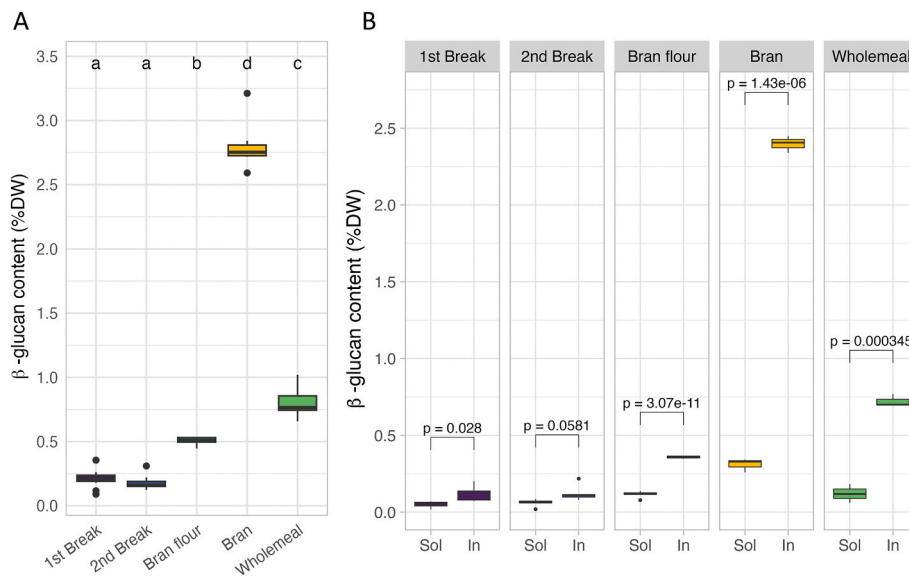 A
β -glucan content (%DW)
3.5
3.0
2.5
2.0
1.5
1.0
0.5
0.0
a a b d c
1st Break 2nd Break Bran flour Bran Wholemeal
B
β -glucan content (%DW)
1st Break 2nd Break Bran flour Bran Wholemeal
2.5
2.0
1.5
1.0
0.5
0.0
p = 0.028
p = 0.0581
p = 3.07e-11
p = 1.43e-06
p = 0.000345
Sol In Sol In Sol In Sol In Sol In